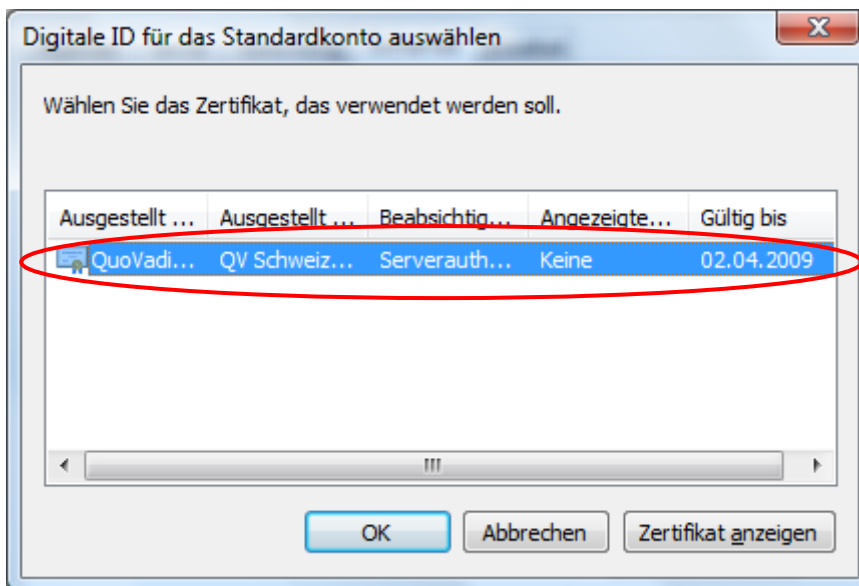 Digitale ID für das Standardkonto auswählen
Wählen Sie das Zertifikat, das verwendet werden soll.
Ausgestellt ... Ausgestellt ... Beabsichtig... Angezeigte... Gültig bis
QuoVadi... QV Schweiz... Serverauth... Keine 02.04.2009
OK Abbrechen Zertifikat anzeigen